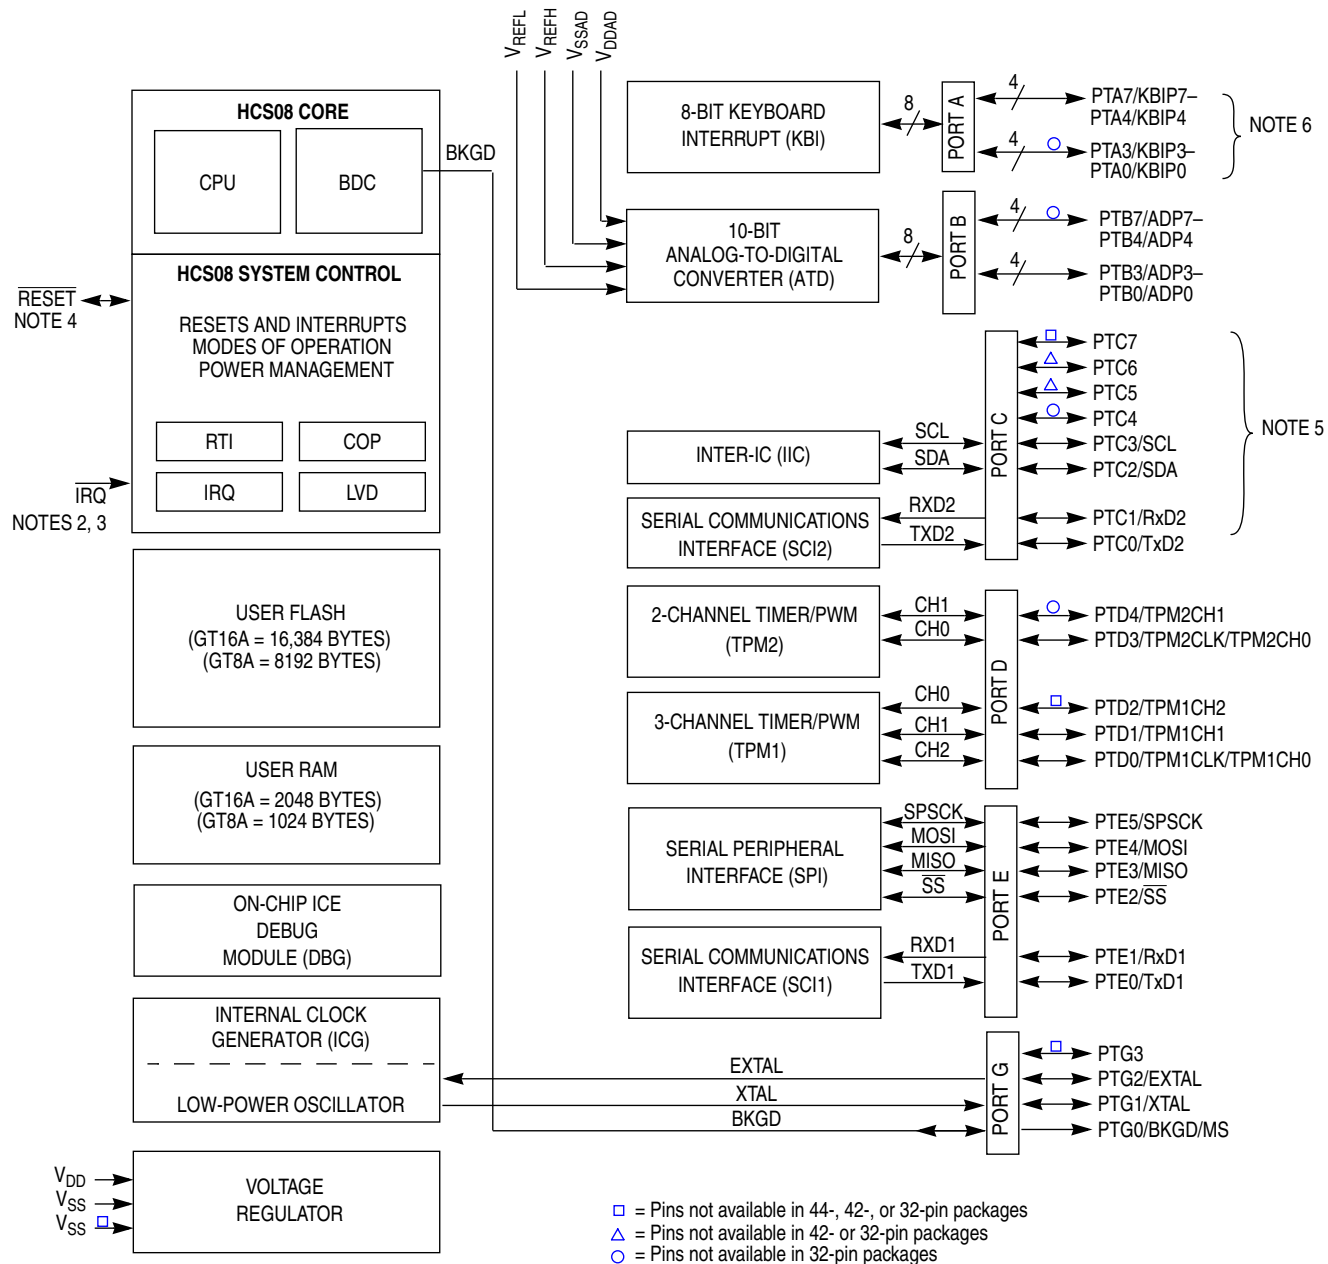 VREFL
VREFH
VSSAD
VDDAD
HCS08 CORE
CPU
BDC
BKGD
HCS08 SYSTEM CONTROL
RESETS AND INTERRUPTS
MODES OF OPERATION
POWER MANAGEMENT
RTI
COP
IRQ
LVD
RESET
NOTE 4
IRQ
NOTES 2, 3
USER FLASH
(GT16A = 16,384 BYTES)
(GT8A = 8192 BYTES)
USER RAM
(GT16A = 2048 BYTES)
(GT8A = 1024 BYTES)
ON-CHIP ICE
DEBUG
MODULE (DBG)
INTERNAL CLOCK
GENERATOR (ICG)
LOW-POWER OSCILLATOR
VDD
VSS
VSS
VOLTAGE
REGULATOR
8-BIT KEYBOARD
INTERRUPT (KBI)
8
PORT A
4
PTA7/KBIP7–
PTA4/KBIP4
4
PTA3/KBIP3–
PTA0/KBIP0
NOTE 6
10-BIT
ANALOG-TO-DIGITAL
CONVERTER (ATD)
8
PORT B
4
PTB7/ADP7–
PTB4/ADP4
4
PTB3/ADP3–
PTB0/ADP0
INTER-IC (IIC)
SCL
SDA
SERIAL COMMUNICATIONS
INTERFACE (SCI2)
RXD2
TXD2
PORT C
PTC7
PTC6
PTC5
PTC4
PTC3/SCL
PTC2/SDA
PTC1/RxD2
PTC0/TxD2
NOTE 5
2-CHANNEL TIMER/PWM
(TPM2)
CH1
CH0
3-CHANNEL TIMER/PWM
(TPM1)
CH0
CH1
CH2
PORT D
PTD4/TPM2CH1
PTD3/TPM2CLK/TPM2CH0
PTD2/TPM1CH2
PTD1/TPM1CH1
PTD0/TPM1CLK/TPM1CH0
SERIAL PERIPHERAL
INTERFACE (SPI)
SPSCK
MOSI
MISO
SS
SERIAL COMMUNICATIONS
INTERFACE (SCI1)
RXD1
TXD1
PORT E
PTE5/SPSCK
PTE4/MOSI
PTE3/MISO
PTE2/SS
PTE1/RxD1
PTE0/TxD1
EXTAL
XTAL
BKGD
PORT G
PTG3
PTG2/EXTAL
PTG1/XTAL
PTG0/BKGD/MS
= Pins not available in 44-, 42-, or 32-pin packages
= Pins not available in 42- or 32-pin packages
= Pins not available in 32-pin packages